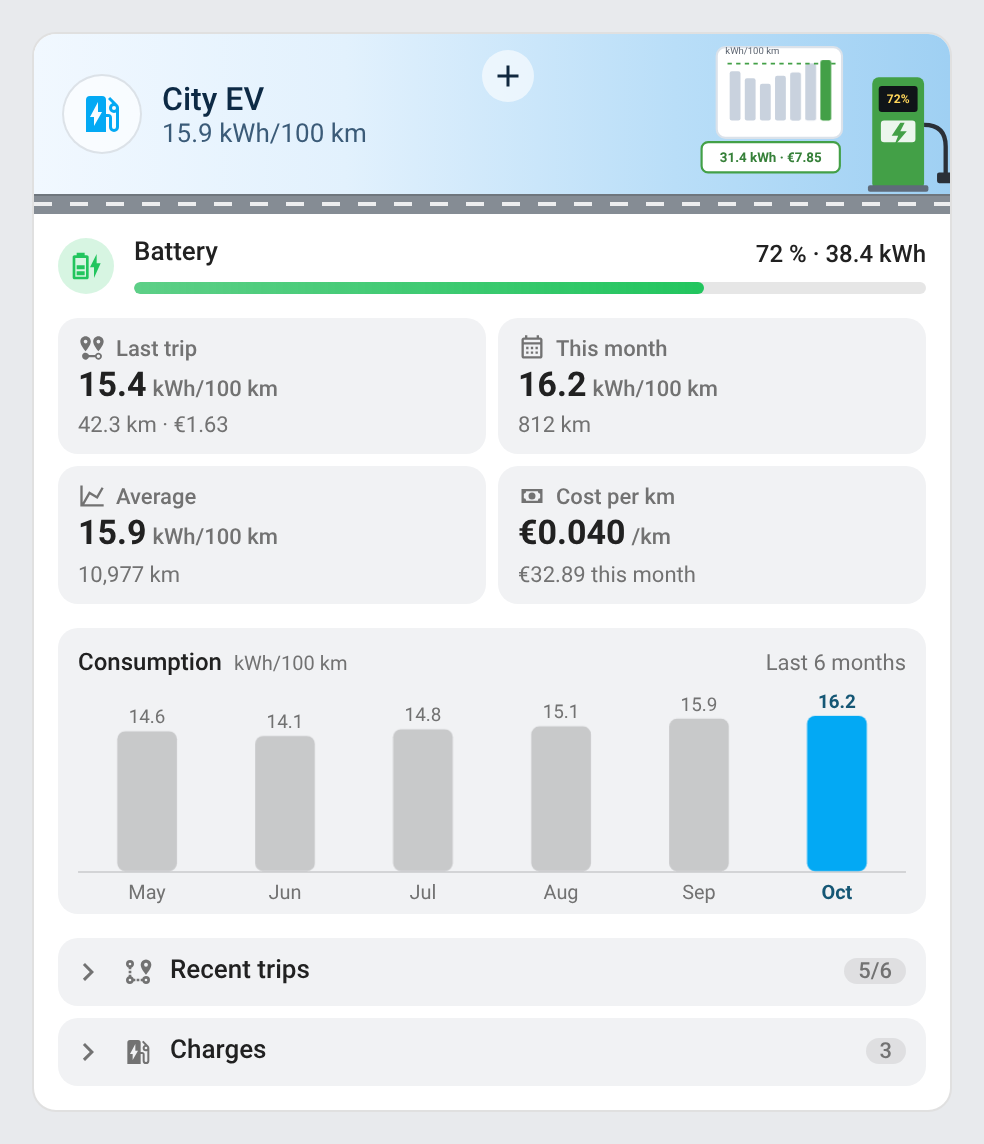 City EV
15.9 kWh/100 km
kWh/100 km
31.4 kWh · €7.85
72%
Battery
72 % · 38.4 kWh
Last trip
15.4 kWh/100 km
42.3 km · €1.63
This month
16.2 kWh/100 km
812 km
Average
15.9 kWh/100 km
10,977 km
Cost per km
€0.040 /km
€32.89 this month
Consumption kWh/100 km
Last 6 months
14.6 14.1 14.8 15.1 15.9 16.2
May Jun Jul Aug Sep Oct
Recent trips
5/6
Charges
3